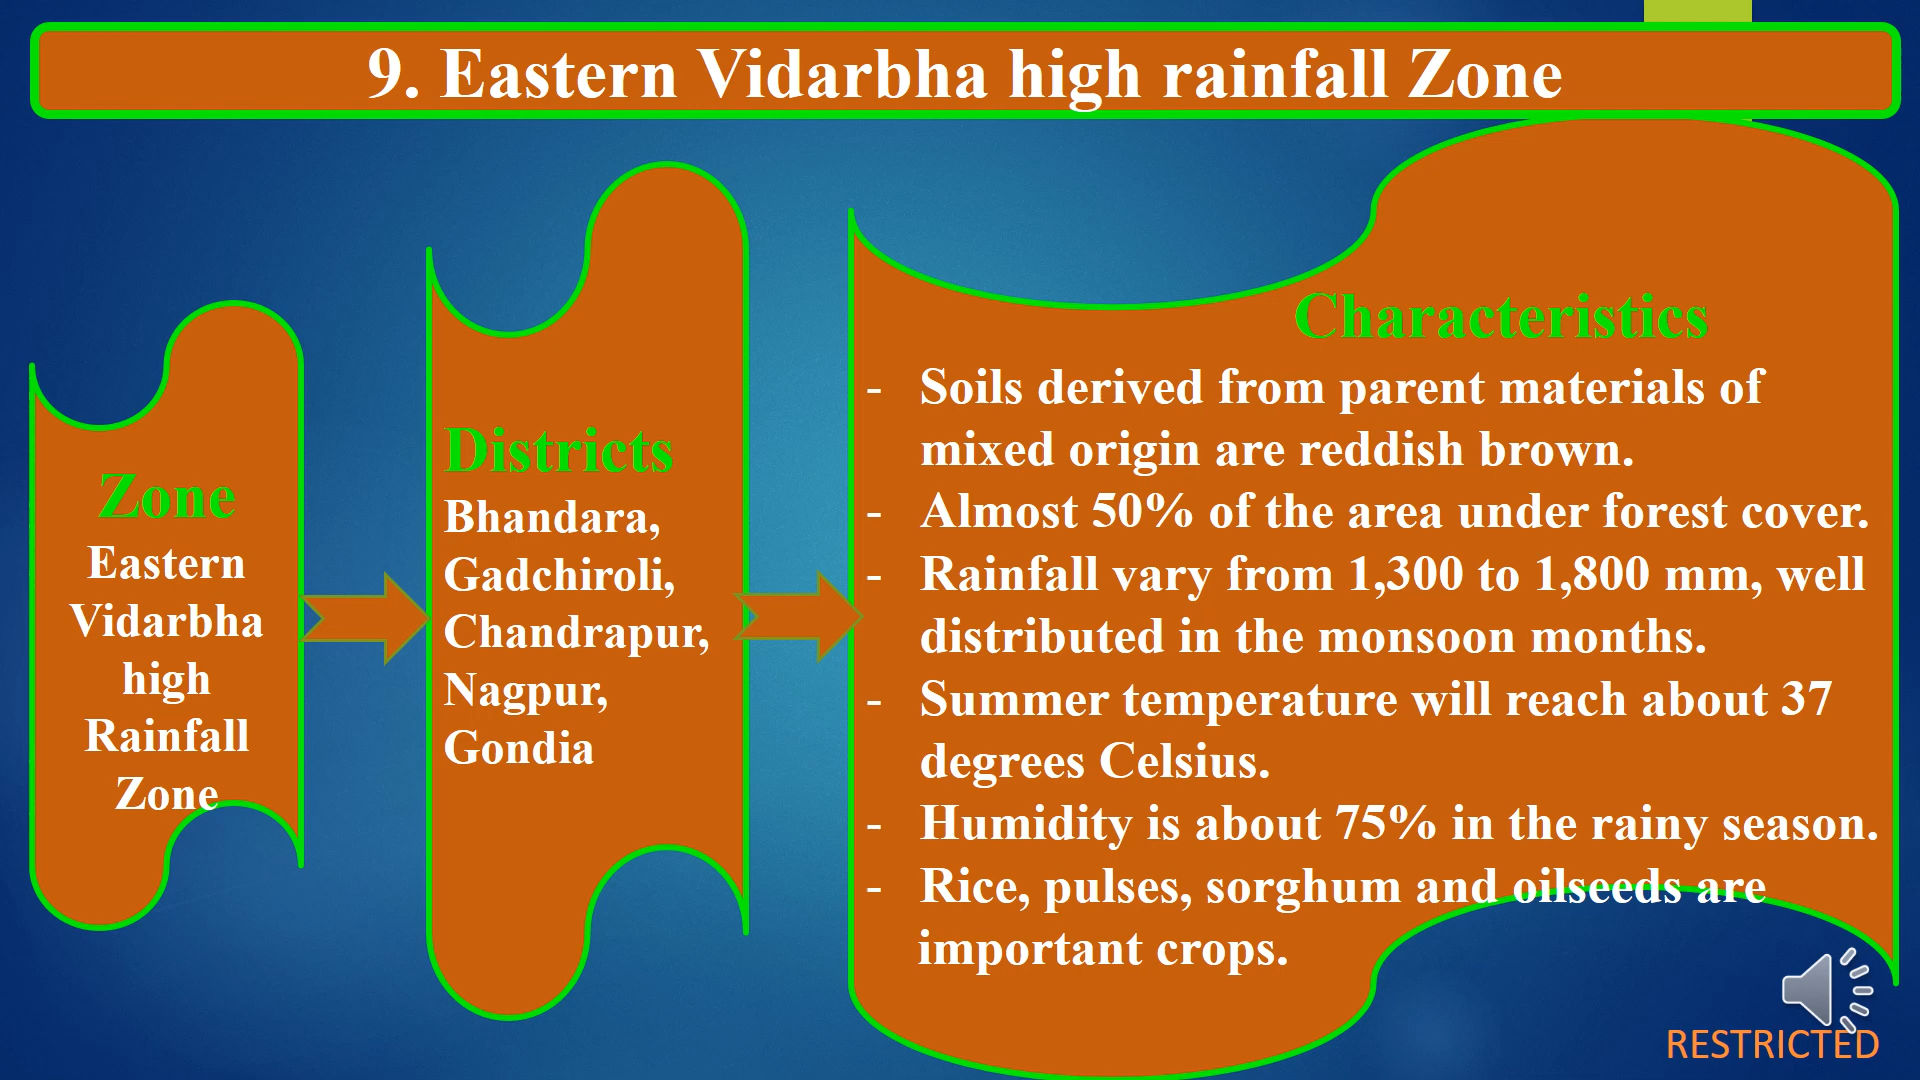 9. Eastern Vidarbha high rainfall Zone
Zone
Eastern
Vidarbha
high
Rainfall
Zone
Districts
Bhandara,
Gadchiroli,
Chandrapur,
Nagpur,
Gondia
Characteristics
- Soils derived from parent materials of
mixed origin are reddish brown.
- Almost 50% of the area under forest cover.
- Rainfall vary from 1,300 to 1,800 mm, well
distributed in the monsoon months.
- Summer temperature will reach about 37
degrees Celsius.
- Humidity is about 75% in the rainy season.
- Rice, pulses, sorghum and oilseeds are
important crops.
RESTRICTED